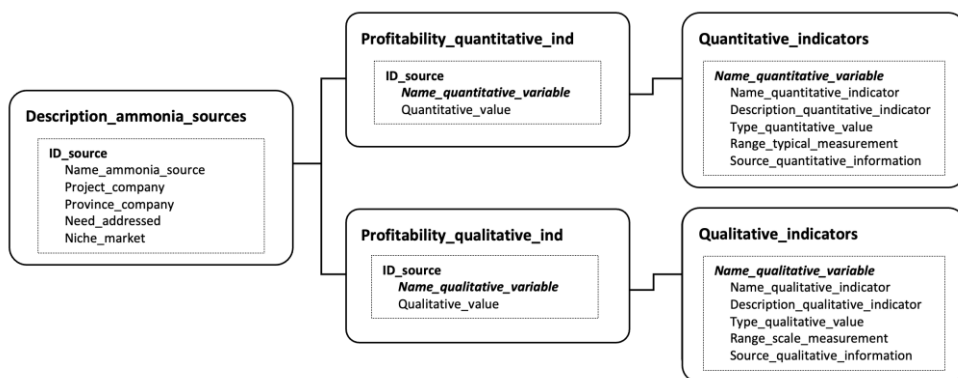 Description_ammonia_sources
ID_source
Name_ammonia_source
Project_company
Province_company
Need_addressed
Niche_market
Profitability_quantitative_ind
ID_source
Name_quantitative_variable
Quantitative_value
Profitability_qualitative_ind
ID_source
Name_qualitative_variable
Qualitative_value
Quantitative_indicators
Name_quantitative_variable
Name_quantitative_indicator
Description_quantitative_indicator
Type_quantitative_value
Range_typical_measurement
Source_quantitative_information
Qualitative_indicators
Name_qualitative_variable
Name_qualitative_indicator
Description_qualitative_indicator
Type_qualitative_value
Range_scale_measurement
Source_qualitative_information